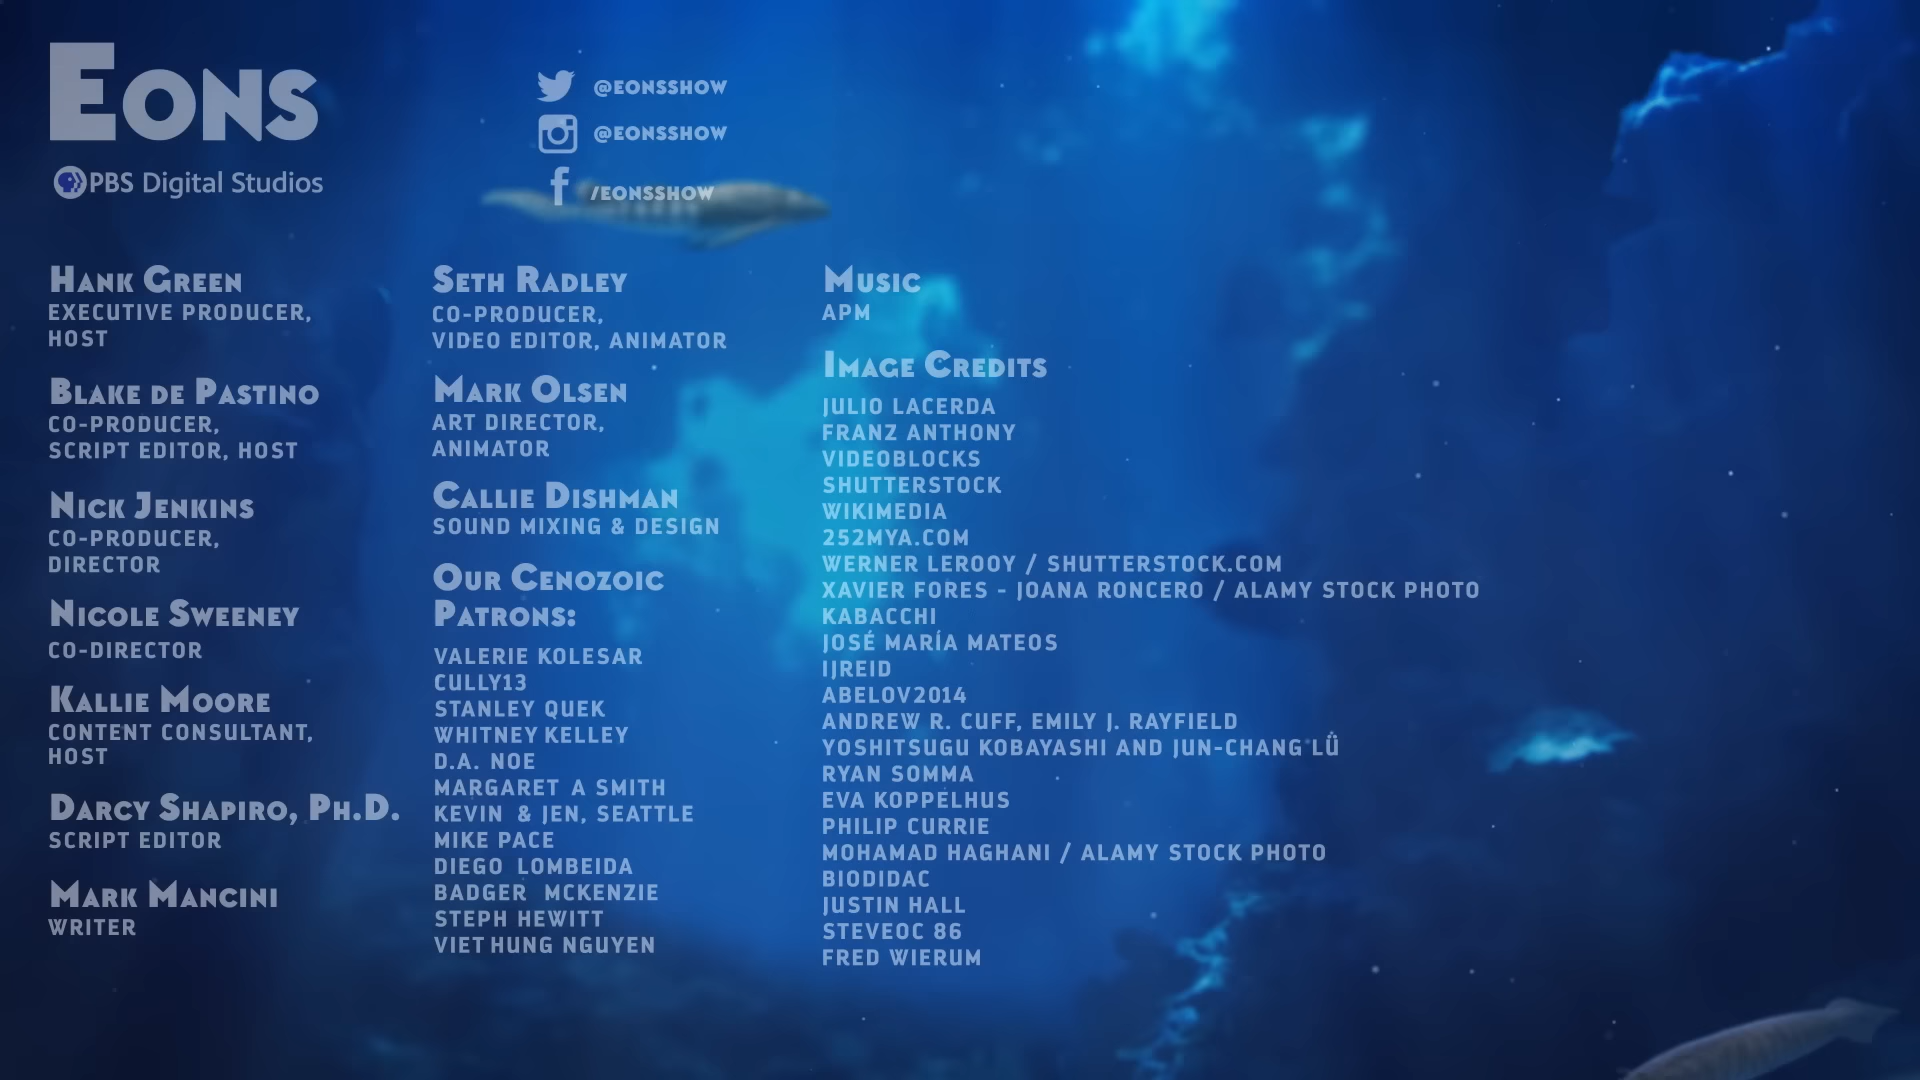 EONS
PBS Digital Studios
@EONSSHOW
@EONSSHOW
/EONSSHOW
HANK GREEN
EXECUTIVE PRODUCER,
HOST
BLAKE DE PASTINO
CO-PRODUCER,
SCRIPT EDITOR, HOST
NICK JENKINS
CO-PRODUCER,
DIRECTOR
NICOLE SWEENEY
CO-DIRECTOR
KALLIE MOORE
CONTENT CONSULTANT,
HOST
DARCY SHAPIRO, PH.D.
SCRIPT EDITOR
MARK MANCINI
WRITER
SETH RADLEY
CO-PRODUCER,
VIDEO EDITOR, ANIMATOR
MARK OLSEN
ART DIRECTOR,
ANIMATOR
CALLIE DISHMAN
SOUND MIXING & DESIGN
OUR CENOZOIC
PATRONS:
VALERIE KOLESAR
CULLY13
STANLEY QUEK
WHITNEY KELLEY
D.A. NOE
MARGARET A SMITH
KEVIN & JEN, SEATTLE
MIKE PACE
DIEGO LOMBEIDA
BADGER MCKENZIE
STEPH HEWITT
VIET HUNG NGUYEN
MUSIC
APM
IMAGE CREDITS
JULIO LACERDA
FRANZ ANTHONY
VIDEOBLOCKS
SHUTTERSTOCK
WIKIMEDIA
252MYA.COM
WERNER LEROOY / SHUTTERSTOCK.COM
XAVIER FORES - JOANA RONCERO / ALAMY STOCK PHOTO
KABACCHI
JOSÉ MARÍA MATEOS
IJREID
ABELOV2014
ANDREW R. CUFF, EMILY J. RAYFIELD
YOSHITSUGU KOBAYASHI AND JUN-CHANG LÜ
RYAN SOMMA
EVA KOPPELHUS
PHILIP CURRIE
MOHAMAD HAGHANI / ALAMY STOCK PHOTO
BIODIDAC
JUSTIN HALL
STEVEOC 86
FRED WIERUM